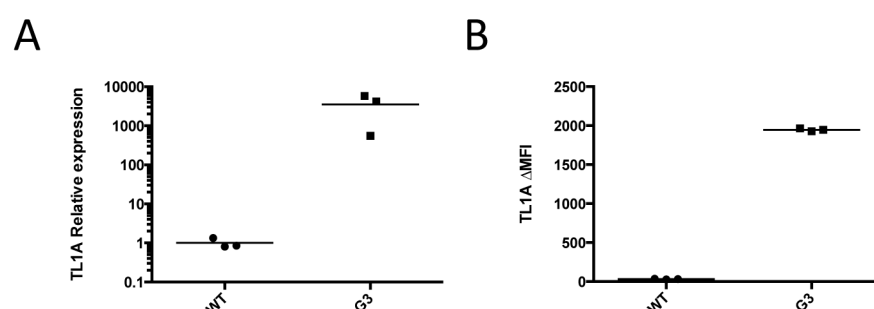 A
TL1A Relative expression
10000
1000
100
10
1
0.1
WT
G3
B
TL1A ΔMFI
2500
2000
1500
1000
500
0
WT
G3